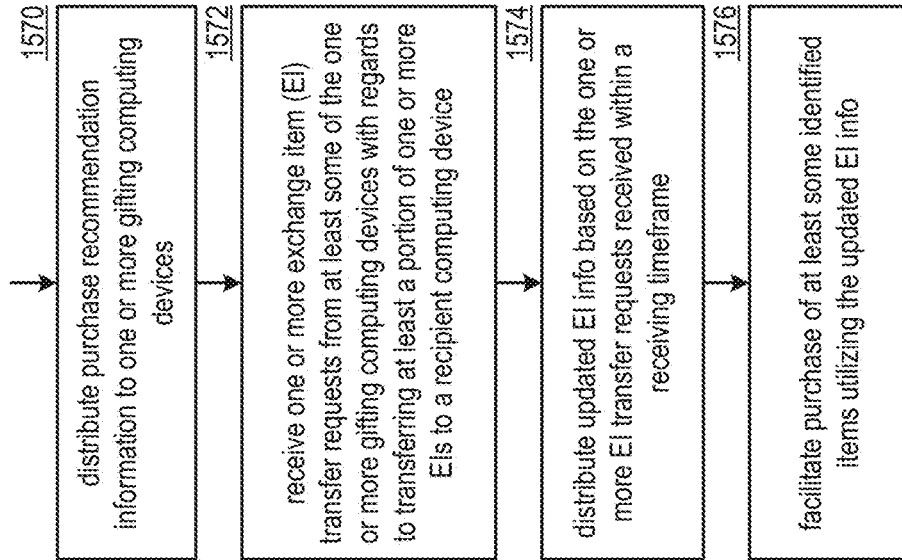 1570
distribute purchase recommendation
information to one or more gifting computing
devices
1572
receive one or more exchange item (EI)
transfer requests from at least some of the one
or more gifting computing devices with regards
to transferring at least a portion of one or more
EIs to a recipient computing device
1574
distribute updated EI info based on the one or
more EI transfer requests received within a
receiving timeframe
1576
facilitate purchase of at least some identified
items utilizing the updated EI info